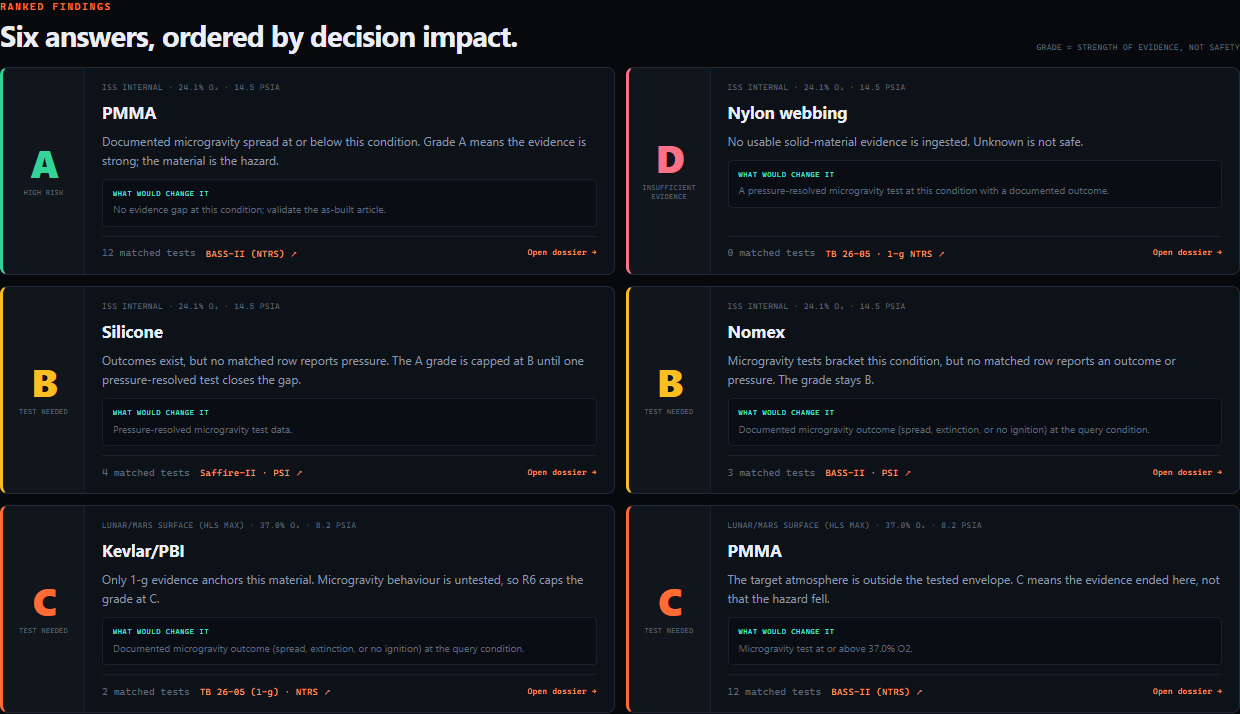 RANKED FINDINGS
Six answers, ordered by decision impact.
GRADE = STRENGTH OF EVIDENCE, NOT SAFETY
A
HIGH RISK
ISS INTERNAL · 24.1% O₂ · 14.5 PSIA
PMMA
Documented microgravity spread at or below this condition. Grade A means the evidence is
strong; the material is the hazard.
WHAT WOULD CHANGE IT
No evidence gap at this condition; validate the as-built article.
12 matched tests BASS-II (NTRS) ↗
Open dossier →
D
INSUFFICIENT
EVIDENCE
ISS INTERNAL · 24.1% O₂ · 14.5 PSIA
Nylon webbing
No usable solid-material evidence is ingested. Unknown is not safe.
WHAT WOULD CHANGE IT
A pressure-resolved microgravity test at this condition with a documented outcome.
0 matched tests TB 26-05 · 1-g NTRS ↗
Open dossier →
B
TEST NEEDED
ISS INTERNAL · 24.1% O₂ · 14.5 PSIA
Silicone
Outcomes exist, but no matched row reports pressure. The A grade is capped at B until one
pressure-resolved test closes the gap.
WHAT WOULD CHANGE IT
Pressure-resolved microgravity test data.
4 matched tests Saffire-II · PSI ↗
Open dossier →
B
TEST NEEDED
ISS INTERNAL · 24.1% O₂ · 14.5 PSIA
Nomex
Microgravity tests bracket this condition, but no matched row reports an outcome or
pressure. The grade stays B.
WHAT WOULD CHANGE IT
Documented microgravity outcome (spread, extinction, or no ignition) at the query condition.
3 matched tests BASS-II · PSI ↗
Open dossier →
C
TEST NEEDED
LUNAR/MARS SURFACE (HLS MAX) · 37.0% O₂ · 8.2 PSIA
Kevlar/PBI
Only 1-g evidence anchors this material. Microgravity behaviour is untested, so R6 caps the
grade at C.
WHAT WOULD CHANGE IT
Documented microgravity outcome (spread, extinction, or no ignition) at the query condition.
2 matched tests TB 26-05 (1-g) · NTRS ↗
Open dossier →
C
TEST NEEDED
LUNAR/MARS SURFACE (HLS MAX) · 37.0% O₂ · 8.2 PSIA
PMMA
The target atmosphere is outside the tested envelope. C means the evidence ended here, not
that the hazard fell.
WHAT WOULD CHANGE IT
Microgravity test at or above 37.0% O2.
12 matched tests BASS-II (NTRS) ↗
Open dossier →